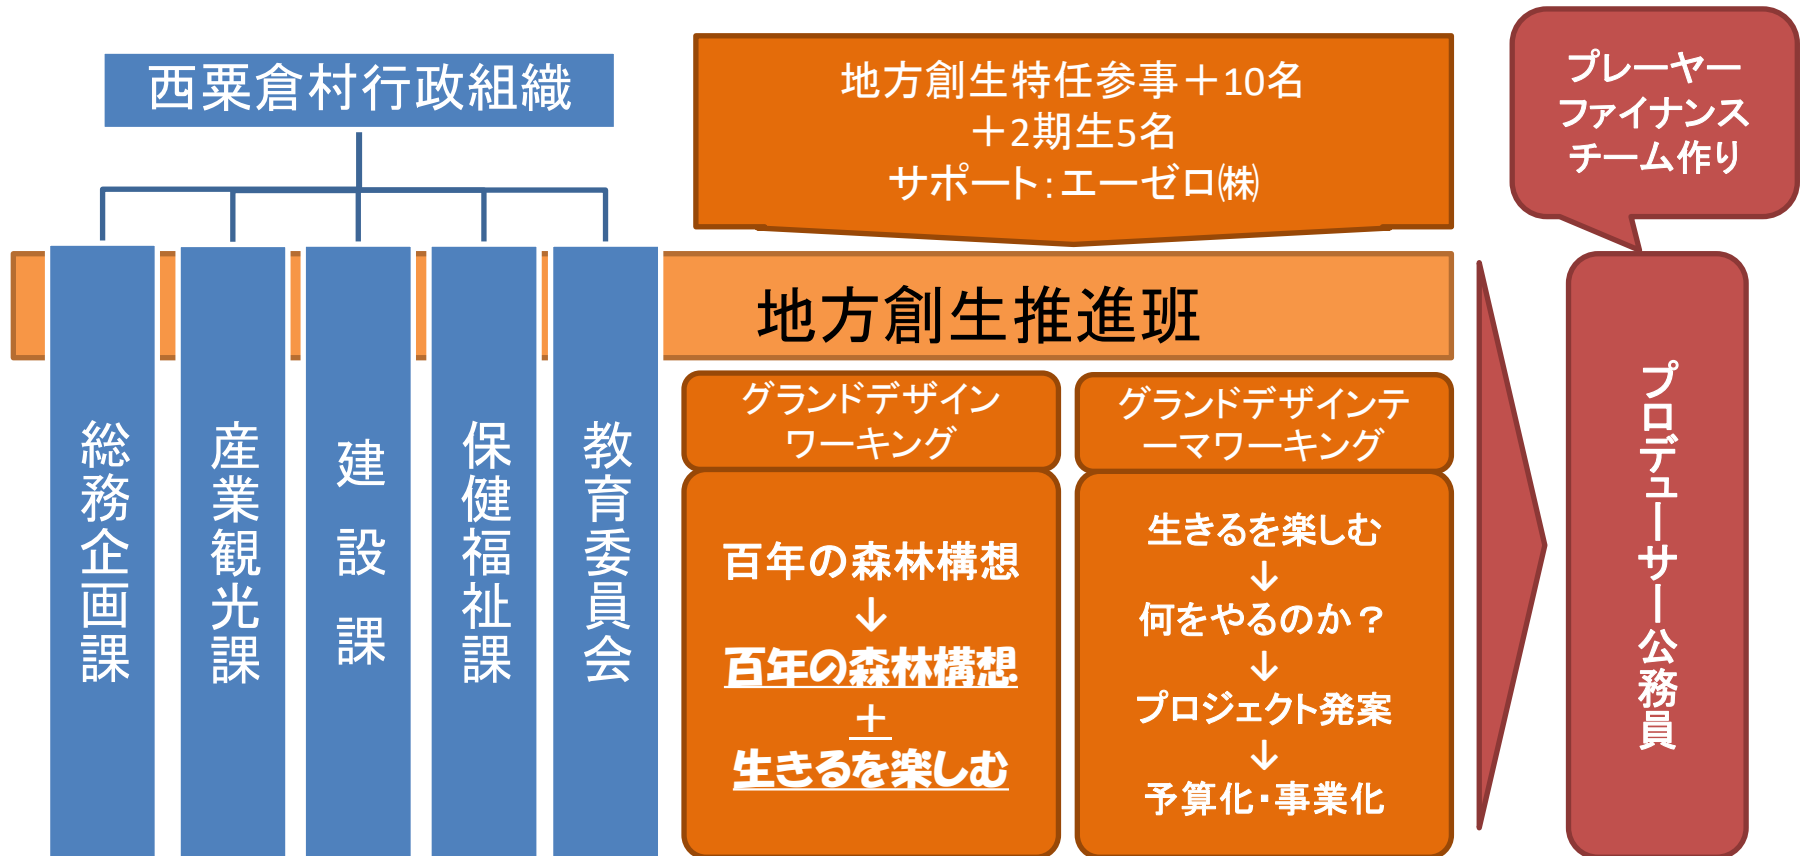 西粟倉村行政組織
総務企画課
産業観光課
建設課
保健福祉課
教育委員会
地方創生特任参事＋10名
＋2期生5名
サポート：エーゼロ㈱
地方創生推進班
グランドデザイン
ワーキング
百年の森林構想
↓
百年の森林構想
＋
生きるを楽しむ
グランドデザインテ
ーマワーキング
生きるを楽しむ
↓
何をやるのか？
↓
プロジェクト発案
↓
予算化・事業化
プレーヤー
ファイナンス
チーム作り
プロデューサー公務員